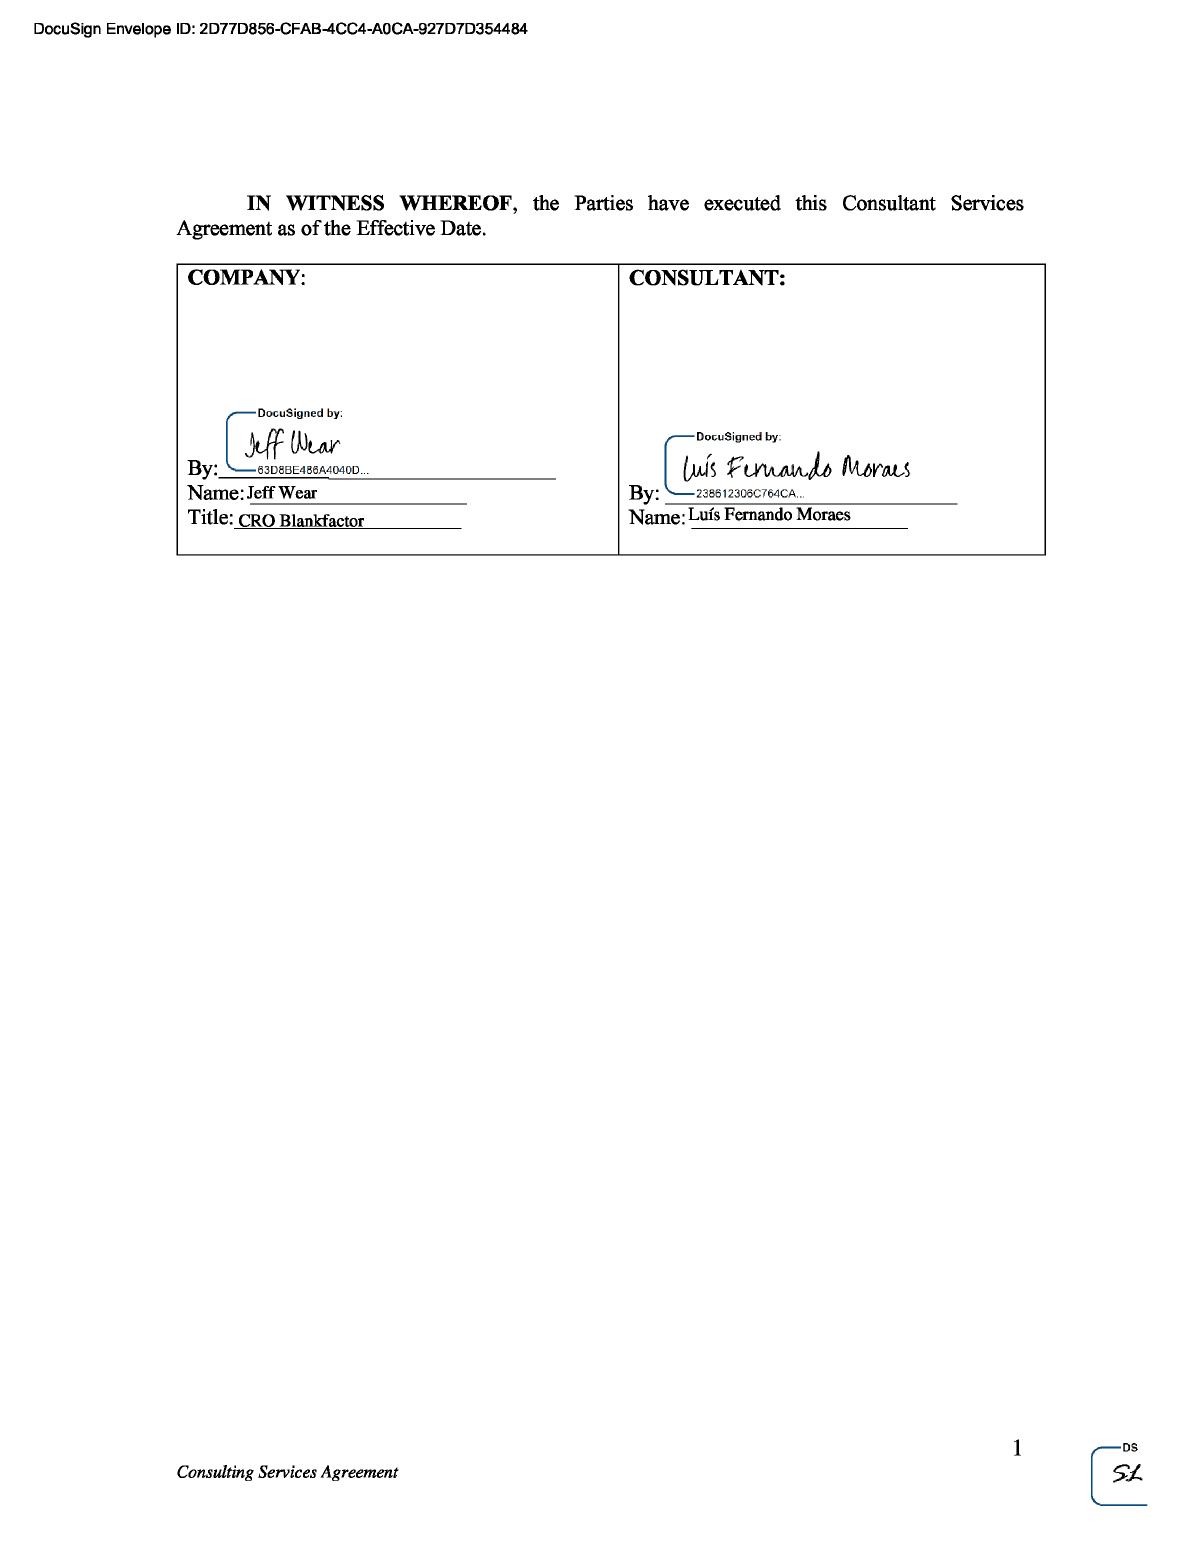 DocuSign Envelope ID: 2D77D856-CFAB-4CC4-A0CA-927D7D354484
IN WITNESS WHEREOF, the Parties have executed this Consultant Services
Agreement as of the Effective Date.
COMPANY:
DocuSigned by:
Jeff Wear
By: 63D8BE486A4040D...
Name: Jeff Wear
Title: CRO Blankfactor
CONSULTANT:
DocuSigned by:
Luís Fernando Moraes
By: 238612306C764CA...
Name: Luís Fernando Moraes
1
Consulting Services Agreement
DS
SL